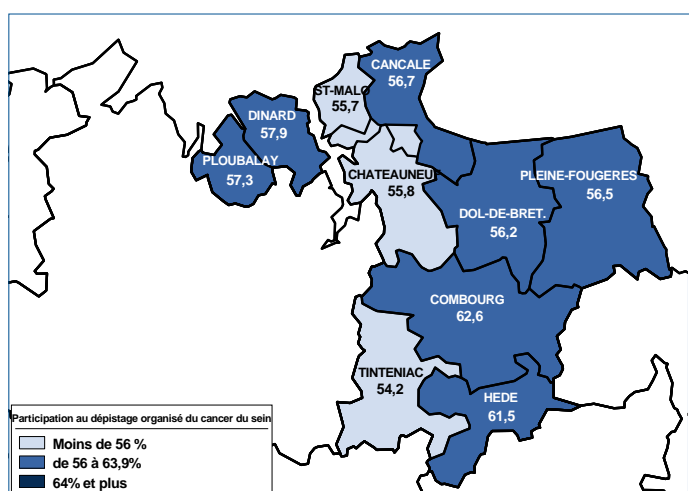 CANCALE
56,7
ST-MALO
55,7
DINARD
57,9
PLOUBALAY
57,3
CHATEAUNEUF
55,8
PLEINE-FOUGERES
56,5
DOL-DE-BRET.
56,2
COMBOURG
62,6
TINTENIAC
54,2
HEDE
61,5
Participation au dépistage organisé du cancer du sein
Moins de 56 %
de 56 à 63,9%
64% et plus